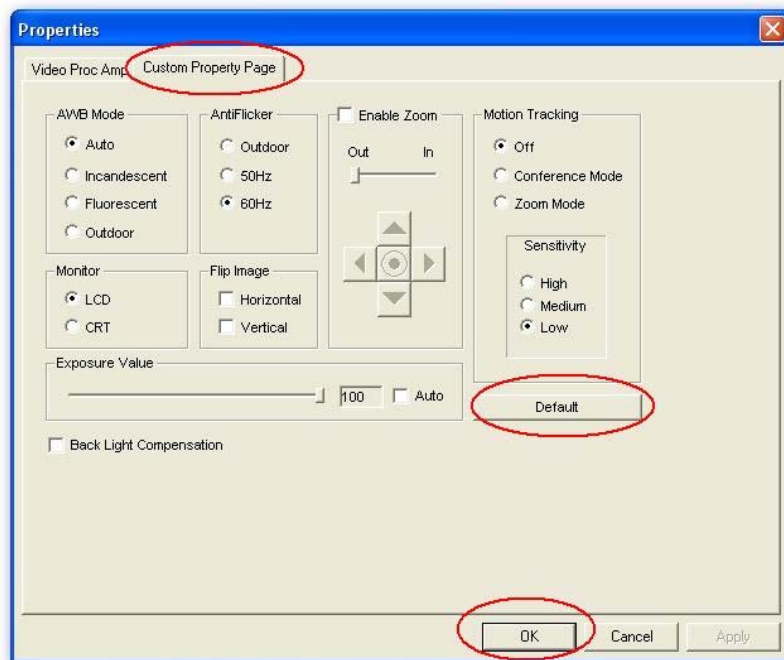 Properties
Video Proc Amp
Custom Property Page
AWB Mode
Auto
Incandescent
Fluorescent
Outdoor
AntiFlicker
Outdoor
50Hz
60Hz
Enable Zoom
Out In
Motion Tracking
Off
Conference Mode
Zoom Mode
Sensitivity
High
Medium
Low
Monitor
LCD
CRT
Flip Image
Horizontal
Vertical
Exposure Value
100
Auto
Default
Back Light Compensation
OK
Cancel
Apply